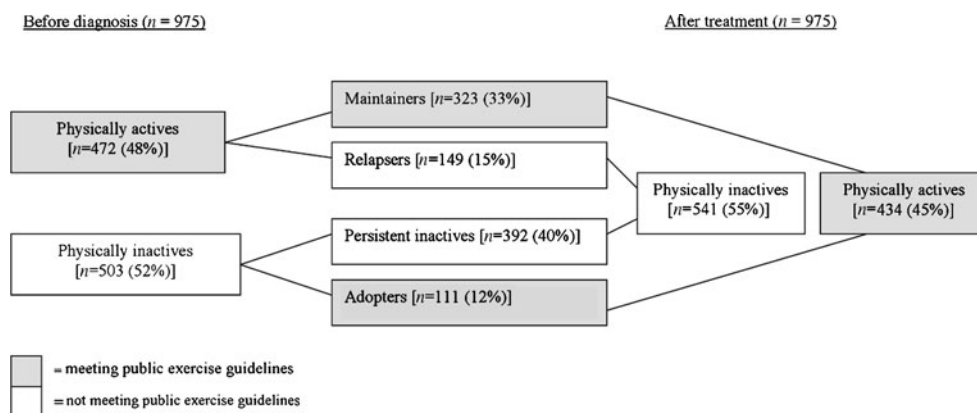 Before diagnosis (n = 975)
After treatment (n = 975)
Maintainers [n=323 (33%)]
Physically actives
[n=472 (48%)]
Relapsers [n=149 (15%)]
Physically inactives
[n=541 (55%)]
Physically actives
[n=434 (45%)]
Persistent inactives [n=392 (40%)]
Physically inactives
[n=503 (52%)]
Adopters [n=111 (12%)]
= meeting public exercise guidelines
= not meeting public exercise guidelines